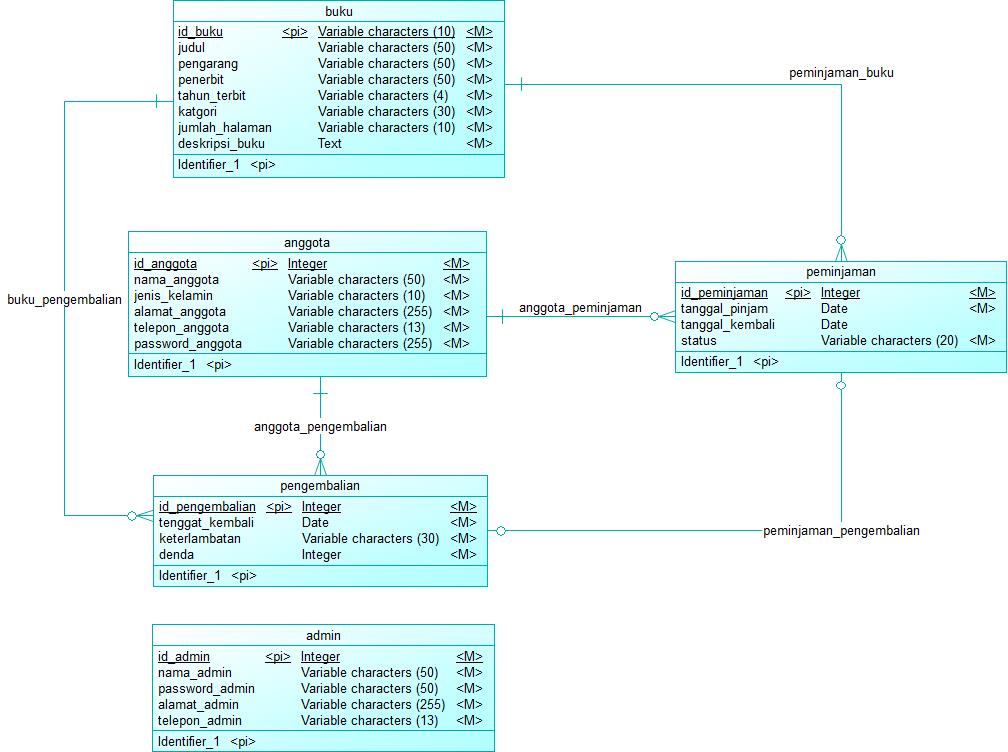 buku
id_buku <pi> Variable characters (10) <M>
judul Variable characters (50) <M>
pengarang Variable characters (50) <M>
penerbit Variable characters (50) <M>
tahun_terbit Variable characters (4) <M>
katgori Variable characters (30) <M>
jumlah_halaman Variable characters (10) <M>
deskripsi_buku Text <M>
Identifier_1 <pi>
peminjaman_buku
anggota
id_anggota <pi> Integer <M>
nama_anggota Variable characters (50) <M>
jenis_kelamin Variable characters (10) <M>
alamat_anggota Variable characters (255) <M>
telepon_anggota Variable characters (13) <M>
password_anggota Variable characters (255) <M>
Identifier_1 <pi>
buku_pengembalian
anggota_peminjaman
peminjaman
id_peminjaman <pi> Integer <M>
tanggal_pinjam Date <M>
tanggal_kembali Date
status Variable characters (20) <M>
Identifier_1 <pi>
anggota_pengembalian
pengembalian
id_pengembalian <pi> Integer <M>
tenggat_kembali Date <M>
keterlambatan Variable characters (30) <M>
denda Integer <M>
Identifier_1 <pi>
peminjaman_pengembalian
admin
id_admin <pi> Integer <M>
nama_admin Variable characters (50) <M>
password_admin Variable characters (50) <M>
alamat_admin Variable characters (255) <M>
telepon_admin Variable characters (13) <M>
Identifier_1 <pi>